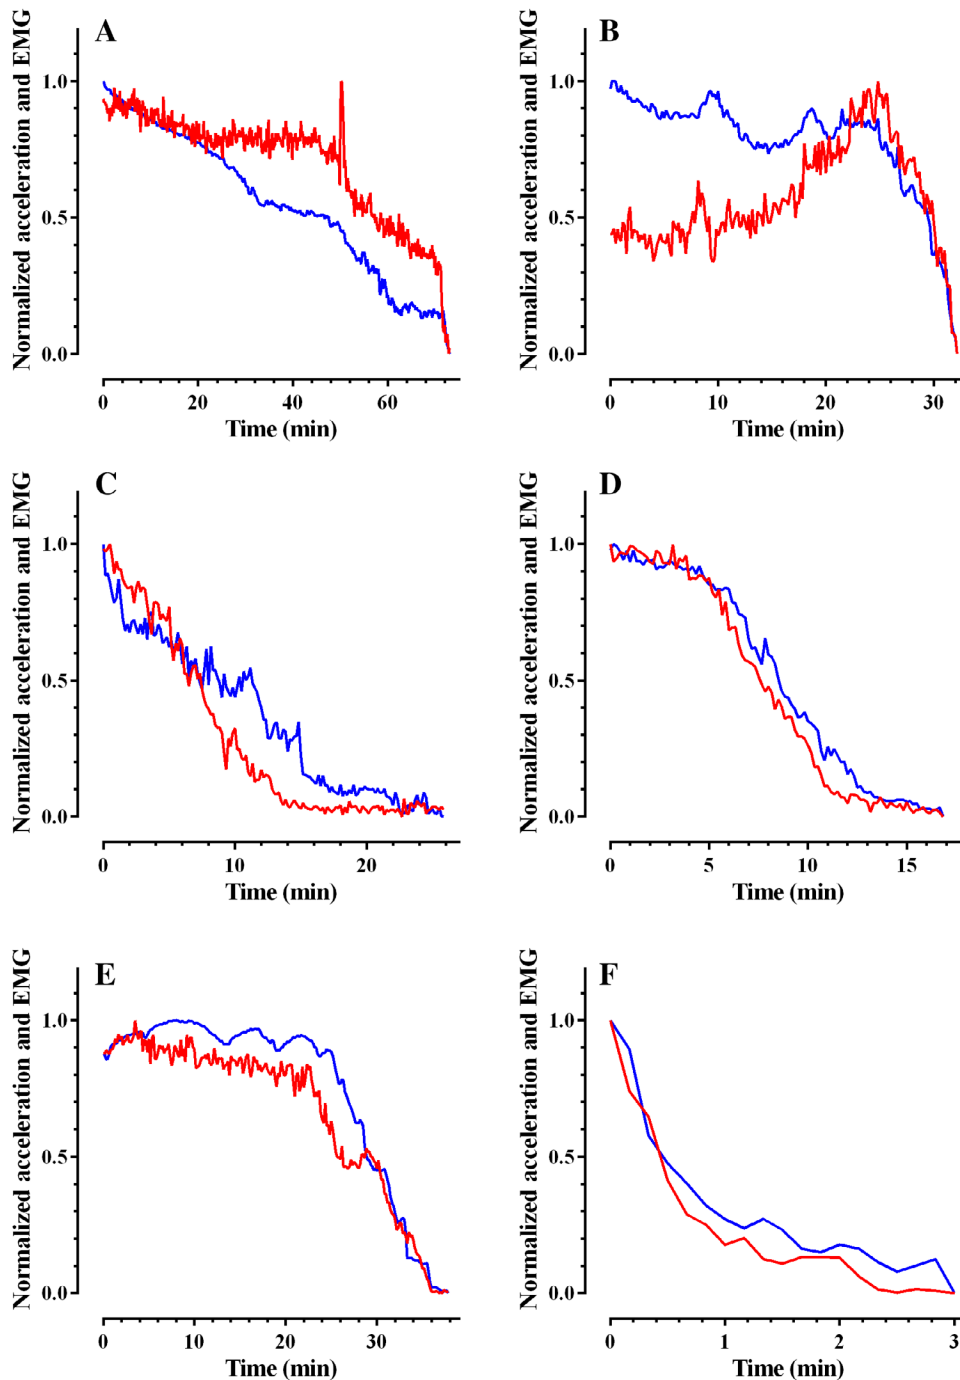 A
Normalized acceleration and EMG
1.0
0.5
0.0
0 20 40 60
Time (min)
B
Normalized acceleration and EMG
1.0
0.5
0.0
0 10 20 30
Time (min)
C
Normalized acceleration and EMG
1.0
0.5
0.0
0 10 20
Time (min)
D
Normalized acceleration and EMG
1.0
0.5
0.0
0 5 10 15
Time (min)
E
Normalized acceleration and EMG
1.0
0.5
0.0
0 10 20 30
Time (min)
F
Normalized acceleration and EMG
1.0
0.5
0.0
0 1 2 3
Time (min)